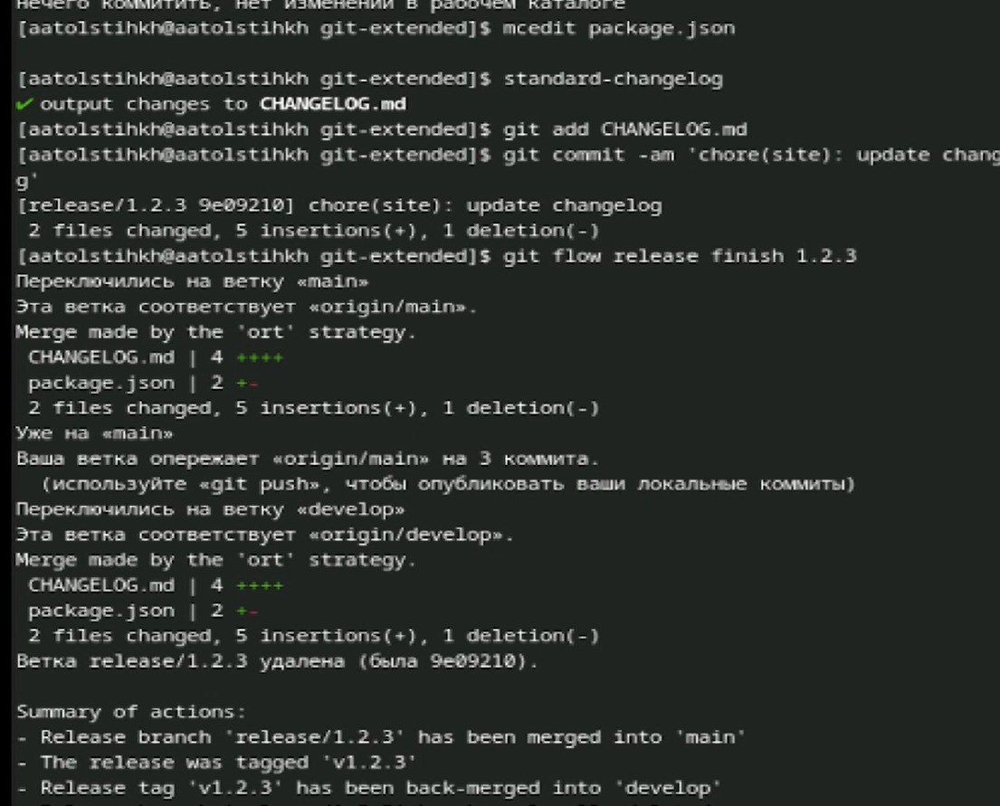 нечего коммитить, нет изменений в рабочем каталоге
[aatolstihkh@aatolstihkh git-extended]$ mcedit package.json
[aatolstihkh@aatolstihkh git-extended]$ standard-changelog
✔ output changes to CHANGELOG.md
[aatolstihkh@aatolstihkh git-extended]$ git add CHANGELOG.md
[aatolstihkh@aatolstihkh git-extended]$ git commit -am 'chore(site): update chang
g'
[release/1.2.3 9e09210] chore(site): update changelog
2 files changed, 5 insertions(+), 1 deletion(-)
[aatolstihkh@aatolstihkh git-extended]$ git flow release finish 1.2.3
Переключились на ветку «main»
Эта ветка соответствует «origin/main».
Merge made by the 'ort' strategy.
CHANGELOG.md | 4 ++++
package.json | 2 +-
2 files changed, 5 insertions(+), 1 deletion(-)
Уже на «main»
Ваша ветка опережает «origin/main» на 3 коммита.
(используйте «git push», чтобы опубликовать ваши локальные коммиты)
Переключились на ветку «develop»
Эта ветка соответствует «origin/develop».
Merge made by the 'ort' strategy.
CHANGELOG.md | 4 ++++
package.json | 2 +-
2 files changed, 5 insertions(+), 1 deletion(-)
Ветка release/1.2.3 удалена (была 9e09210).
Summary of actions:
- Release branch 'release/1.2.3' has been merged into 'main'
- The release was tagged 'v1.2.3'
- Release tag 'v1.2.3' has been back-merged into 'develop'